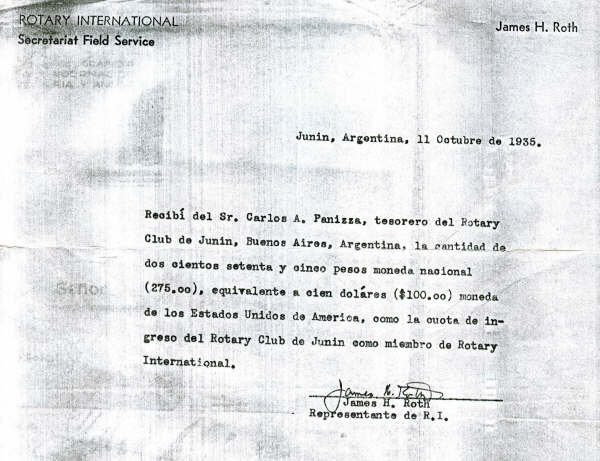 ROTARY INTERNATIONAL
Secretariat Field Service
James H. Roth
Junin, Argentina, 11 Octubre de 1935.
Recibí del Sr. Carlos A. Panizza, tesorero del Rotary
Club de Junin, Buenos Aires, Argentina, la cantidad de
dos cientos setenta y cinco pesos moneda nacional
(275.oo), equivalente a cien doláres ($100.oo) moneda
de los Estados Unidos de America, como la cuota de in-
greso del Rotary Club de Junin como miembro de Rotary
International.
James H. Roth
James H. Roth
Representante de R.I.
Señor